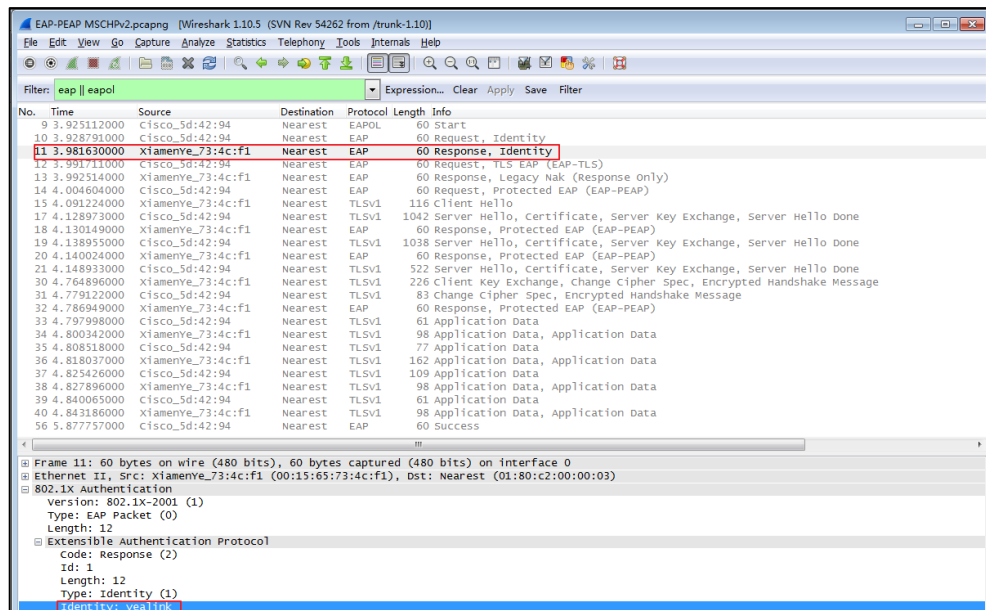 EAP-PEAP MSCHPv2.pcapng [Wireshark 1.10.5 (SVN Rev 54262 from /trunk-1.10)]
File Edit View Go Capture Analyze Statistics Telephony Tools Internals Help
Filter: eap || eapol Expression... Clear Apply Save Filter
No. Time Source Destination Protocol Length Info
9 3.925112000 Cisco_5d:42:94 Nearest EAPOL 60 Start
10 3.928791000 Cisco_5d:42:94 Nearest EAP 60 Request, Identity
11 3.981630000 XiamenYe_73:4c:f1 Nearest EAP 60 Response, Identity
12 3.991711000 Cisco_5d:42:94 Nearest EAP 60 Request, TLS EAP (EAP-TLS)
13 3.992514000 XiamenYe_73:4c:f1 Nearest EAP 60 Response, Legacy Nak (Response Only)
14 4.004604000 Cisco_5d:42:94 Nearest EAP 60 Request, Protected EAP (EAP-PEAP)
15 4.091224000 XiamenYe_73:4c:f1 Nearest TLSv1 116 Client Hello
17 4.128973000 Cisco_5d:42:94 Nearest TLSv1 1042 Server Hello, Certificate, Server Key Exchange, Server Hello Done
18 4.130149000 XiamenYe_73:4c:f1 Nearest EAP 60 Response, Protected EAP (EAP-PEAP)
19 4.138955000 Cisco_5d:42:94 Nearest TLSv1 1038 Server Hello, Certificate, Server Key Exchange, Server Hello Done
20 4.140024000 XiamenYe_73:4c:f1 Nearest EAP 60 Response, Protected EAP (EAP-PEAP)
21 4.148933000 Cisco_5d:42:94 Nearest TLSv1 522 Server Hello, Certificate, Server Key Exchange, Server Hello Done
30 4.764896000 XiamenYe_73:4c:f1 Nearest TLSv1 226 Client Key Exchange, Change Cipher Spec, Encrypted Handshake Message
31 4.779122000 Cisco_5d:42:94 Nearest TLSv1 83 Change Cipher Spec, Encrypted Handshake Message
32 4.786949000 XiamenYe_73:4c:f1 Nearest EAP 60 Response, Protected EAP (EAP-PEAP)
33 4.797998000 Cisco_5d:42:94 Nearest TLSv1 61 Application Data
34 4.800342000 XiamenYe_73:4c:f1 Nearest TLSv1 98 Application Data, Application Data
35 4.808518000 Cisco_5d:42:94 Nearest TLSv1 77 Application Data
36 4.818037000 XiamenYe_73:4c:f1 Nearest TLSv1 162 Application Data, Application Data
37 4.825426000 Cisco_5d:42:94 Nearest TLSv1 109 Application Data
38 4.827896000 XiamenYe_73:4c:f1 Nearest TLSv1 98 Application Data, Application Data
39 4.840065000 Cisco_5d:42:94 Nearest TLSv1 61 Application Data
40 4.843186000 XiamenYe_73:4c:f1 Nearest TLSv1 98 Application Data, Application Data
56 5.877757000 Cisco_5d:42:94 Nearest EAP 60 Success
Frame 11: 60 bytes on wire (480 bits), 60 bytes captured (480 bits) on interface 0
Ethernet II, Src: XiamenYe_73:4c:f1 (00:15:65:73:4c:f1), Dst: Nearest (01:80:c2:00:00:03)
802.1X Authentication
Version: 802.1X-2001 (1)
Type: EAP Packet (0)
Length: 12
Extensible Authentication Protocol
Code: Response (2)
Id: 1
Length: 12
Type: Identity (1)
Identity: yealink